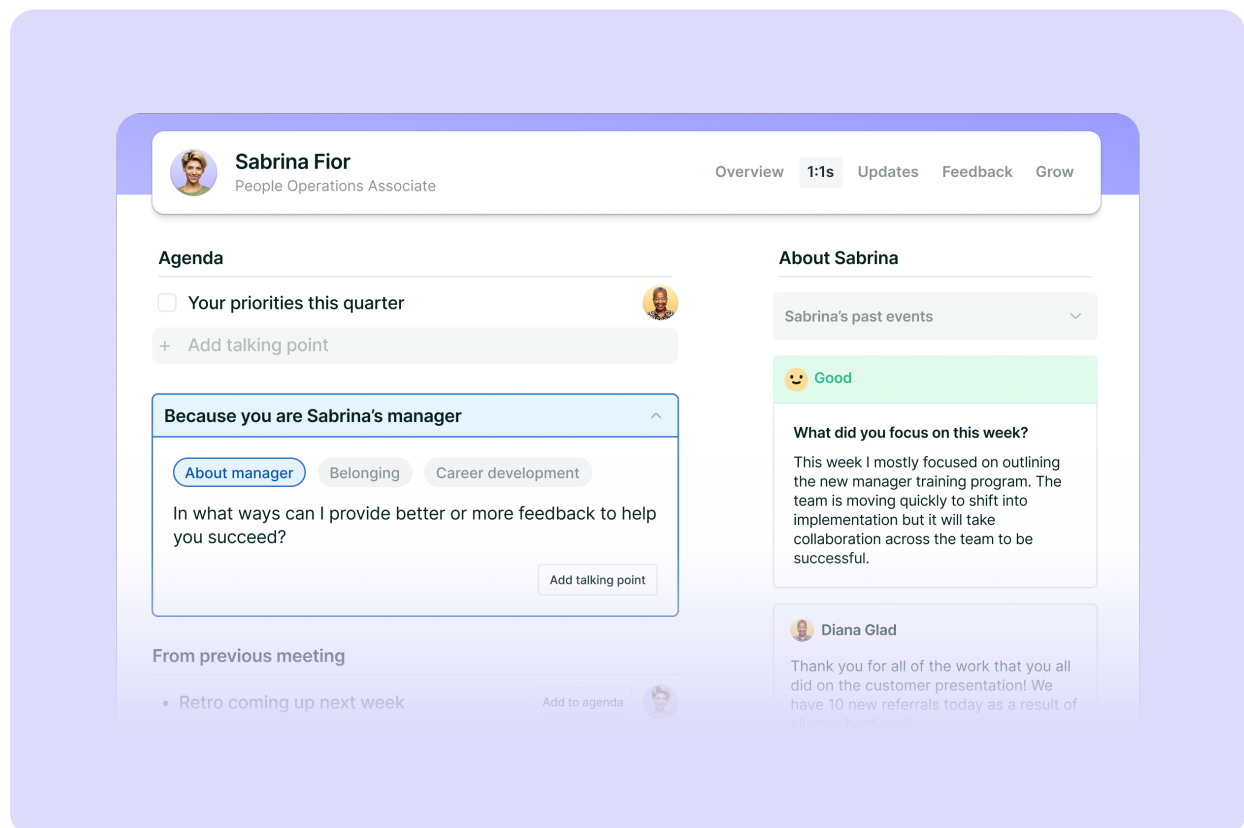 Sabrina Fior
People Operations Associate
Overview 1:1s Updates Feedback Grow
Agenda
Your priorities this quarter
+ Add talking point
Because you are Sabrina’s manager
About manager Belonging Career development
In what ways can I provide better or more feedback to help
you succeed?
Add talking point
From previous meeting
• Retro coming up next week
Add to agenda
About Sabrina
Sabrina’s past events
Good
What did you focus on this week?
This week I mostly focused on outlining
the new manager training program. The
team is moving quickly to shift into
implementation but it will take
collaboration across the team to be
successful.
Diana Glad
Thank you for all of the work that you all
did on the customer presentation! We
have 10 new referrals today as a result of
all your hard work